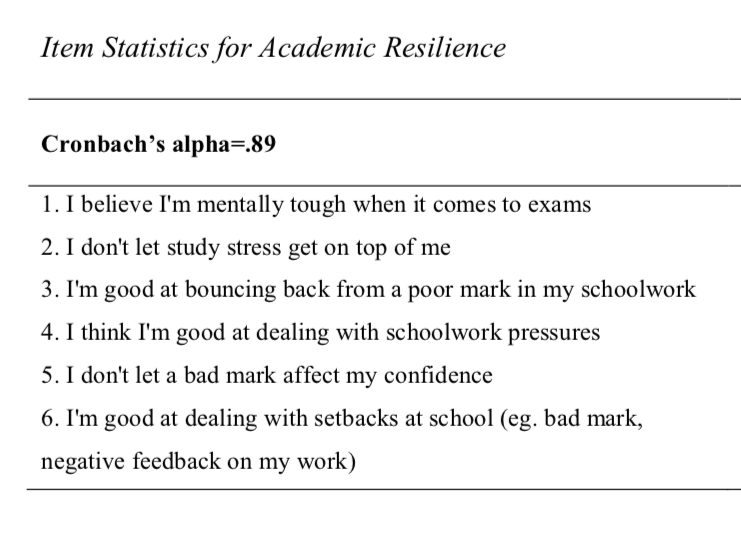 Item Statistics for Academic Resilience
Cronbach’s alpha=.89
1. I believe I'm mentally tough when it comes to exams
2. I don't let study stress get on top of me
3. I'm good at bouncing back from a poor mark in my schoolwork
4. I think I'm good at dealing with schoolwork pressures
5. I don't let a bad mark affect my confidence
6. I'm good at dealing with setbacks at school (eg. bad mark,
negative feedback on my work)